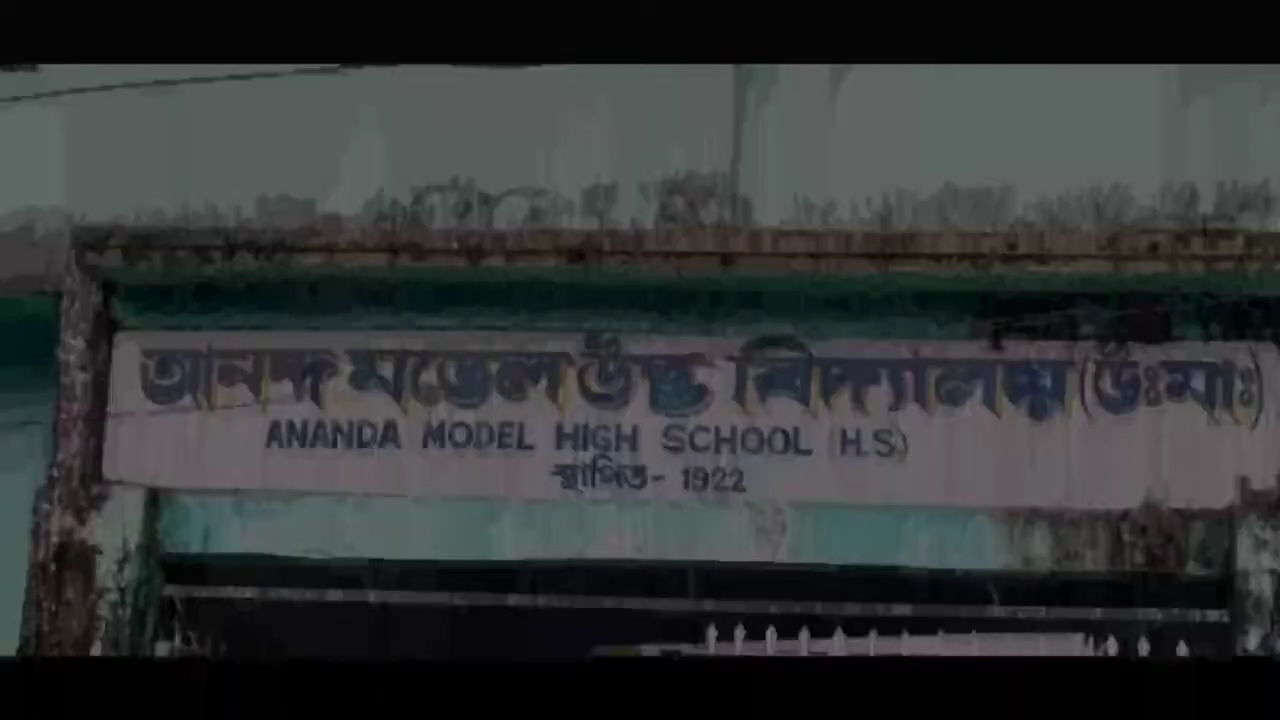 আনন্দ মডেল উচ্চ বিদ্যালয় (উঃমাঃ)
ANANDA MODEL HIGH SCHOOL (H.S.)
স্থাপিত- 1922